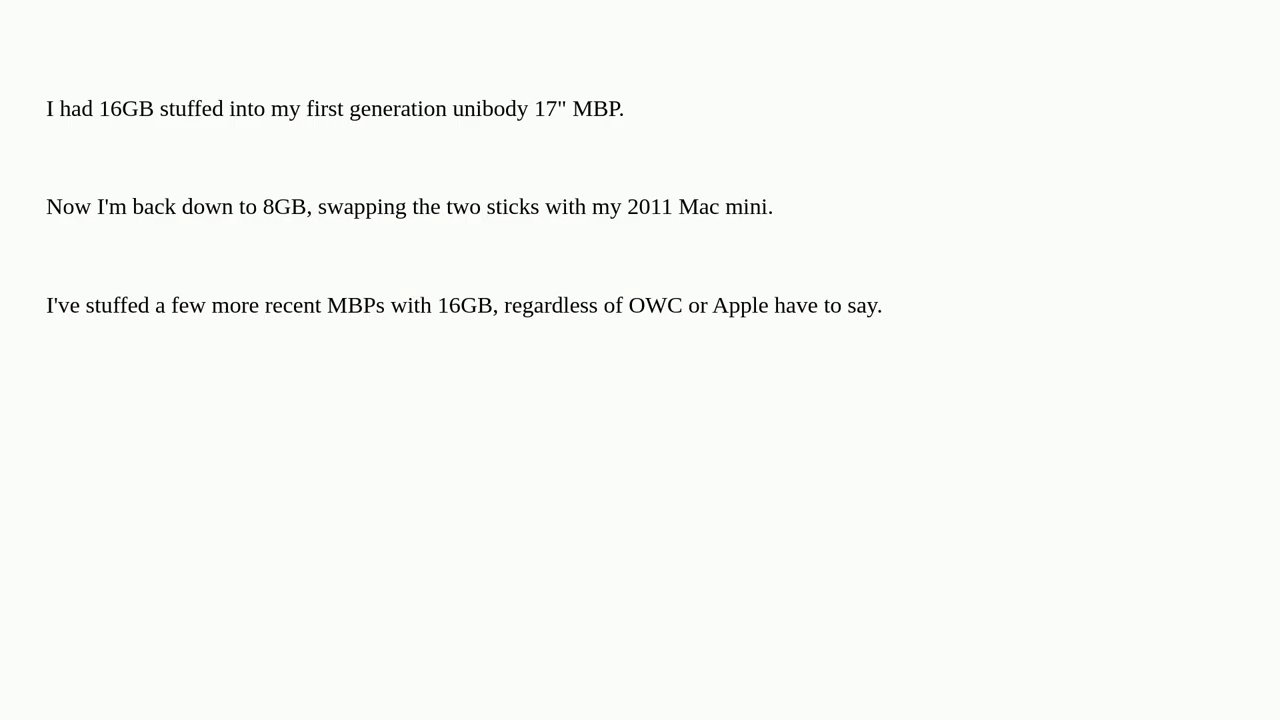 I had 16GB stuffed into my first generation unibody 17" MBP.
Now I'm back down to 8GB, swapping the two sticks with my 2011 Mac mini.
I've stuffed a few more recent MBPs with 16GB, regardless of OWC or Apple have to say.